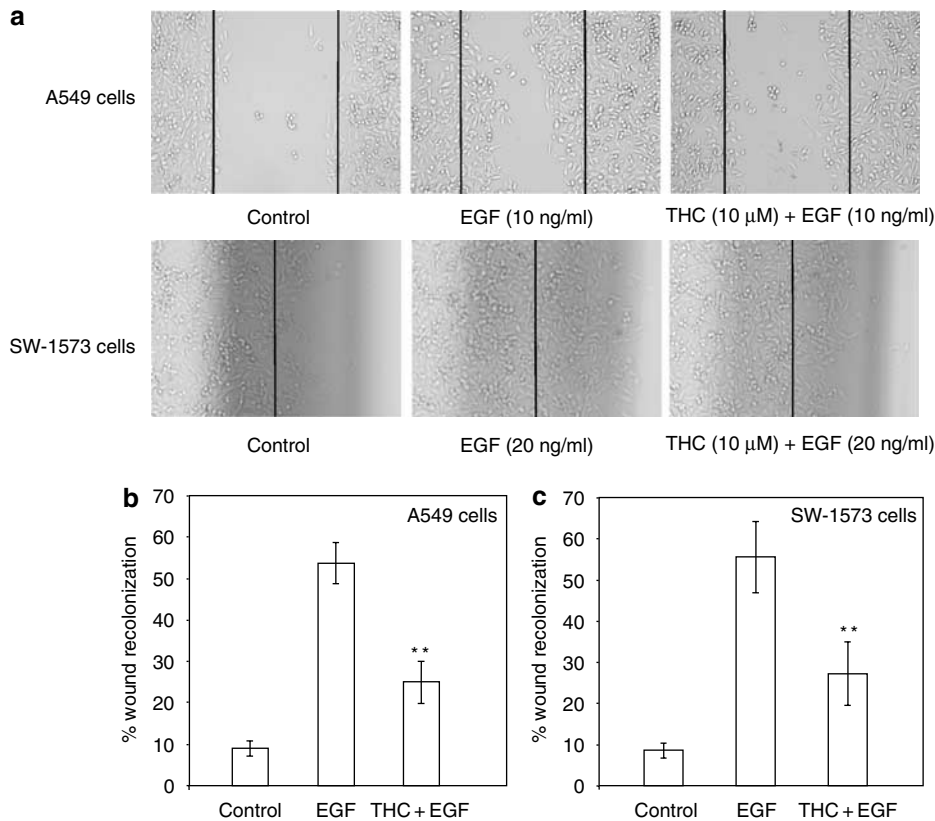 a
A549 cells
Control
EGF (10 ng/ml)
THC (10 μM) + EGF (10 ng/ml)
SW-1573 cells
Control
EGF (20 ng/ml)
THC (10 μM) + EGF (20 ng/ml)
b
% wound recolonization
70
60
50
40
30
20
10
0
A549 cells
**
Control
EGF
THC + EGF
c
% wound recolonization
70
60
50
40
30
20
10
0
SW-1573 cells
**
Control
EGF
THC + EGF